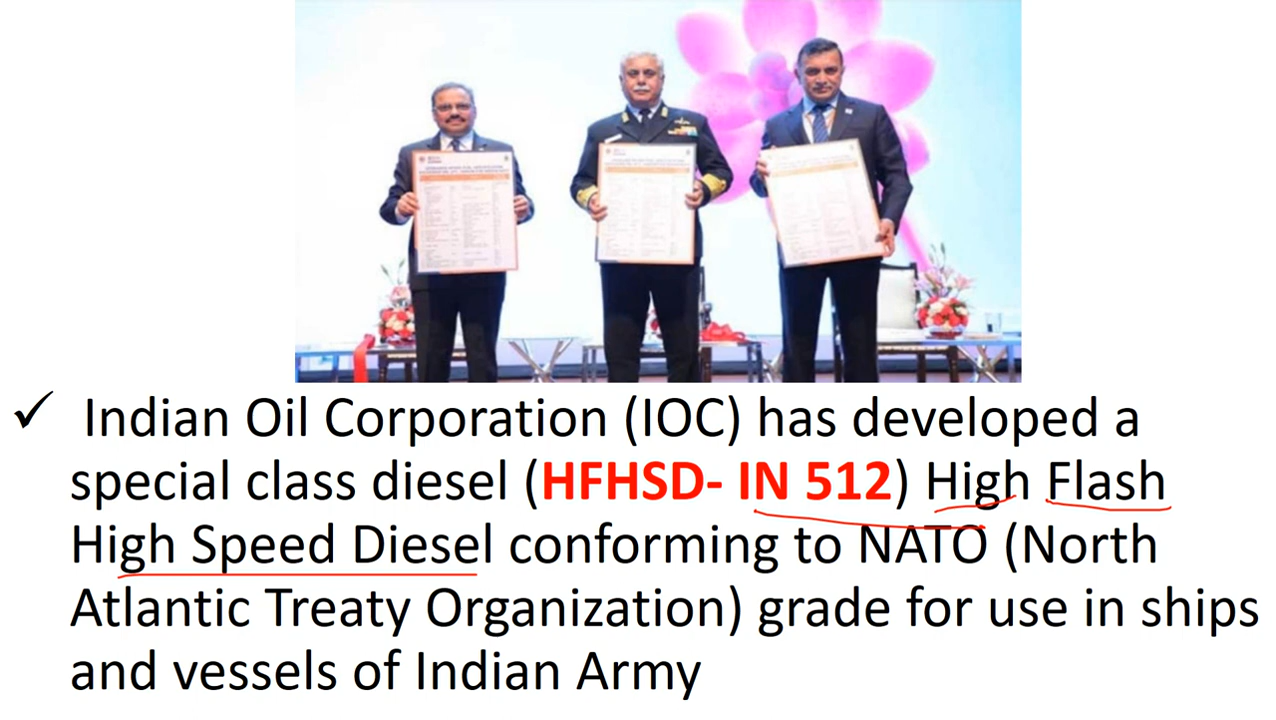 ✓ Indian Oil Corporation (IOC) has developed a
special class diesel (HFHSD- IN 512) High Flash
High Speed Diesel conforming to NATO (North
Atlantic Treaty Organization) grade for use in ships
and vessels of Indian Army